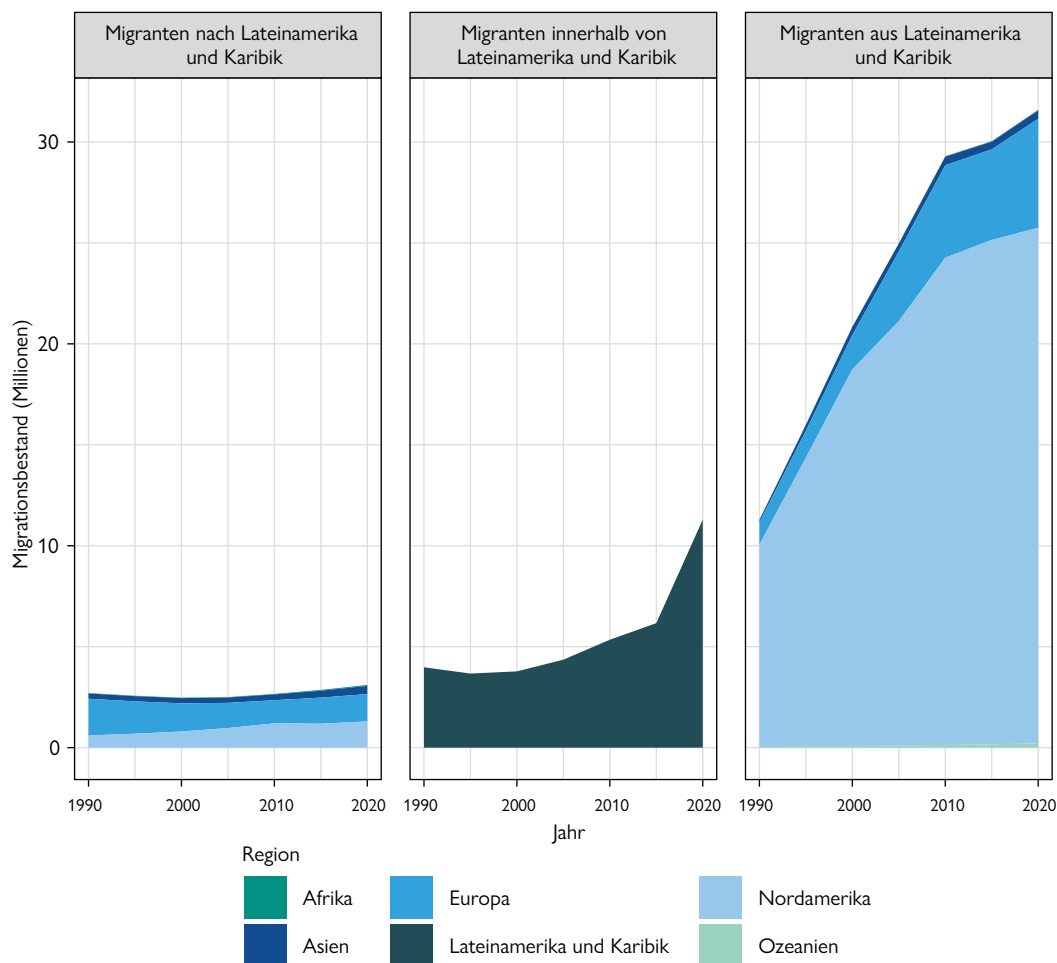 Migranten nach Lateinamerika
und Karibik
Migranten innerhalb von
Lateinamerika und Karibik
Migranten aus Lateinamerika
und Karibik
Migrationsbestand (Millionen)
30
20
10
0
1990 2000 2010 2020
1990 2000 2010 2020
1990 2000 2010 2020
Jahr
Region
Afrika
Europa
Nordamerika
Asien
Lateinamerika und Karibik
Ozeanien